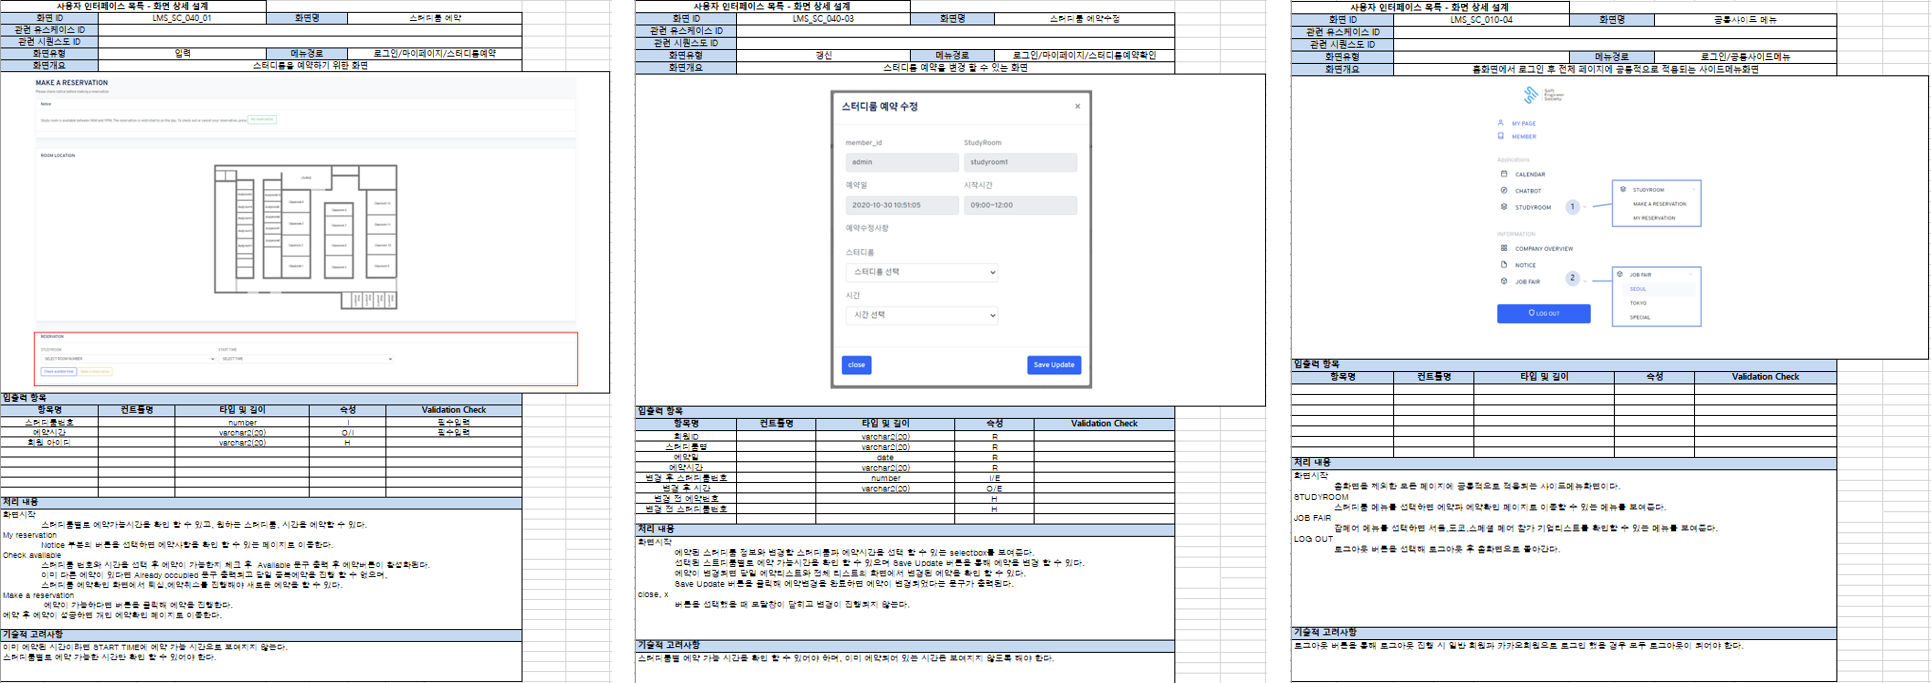 사용자 인터페이스 목록 - 화면 상세 설계
화면 ID LMS_SC_040_01 화면명 스터디룸 예약
관련 유스케이스 ID
관련 시퀀스도 ID
화면유형 입력 메뉴경로 로그인/마이페이지/스터디룸예약
화면개요 스터디룸을 예약하기 위한 화면
MAKE A RESERVATION
Please check notice before making a reservation
Notice
My reservation
ROOM LOCATION
RESERVATION
STUDYROOM START TIME
SELECT ROOM NUMBER SELECT TIME
Check available time Make a reservation
입출력 항목
항목명 컨트롤명 타입 및 길이 속성 Validation Check
스터디룸번호 number I 필수입력
예약시간 varchar2(20) O/I 필수입력
회원 아이디 varchar2(20) H
처리 내용
화면시작
스터디룸별로 예약가능시간을 확인 할 수 있고, 원하는 스터디룸, 시간을 예약할 수 있다.
My reservation
Notice 부분의 버튼을 선택하면 예약사항을 확인 할 수 있는 페이지로 이동한다.
Check available
스터디룸 번호와 시간을 선택 후 예약이 가능한지 체크 후 Available 문구 출력 후 예약버튼이 활성화된다.
이미 다른 예약이 있다면 Already occupied 문구 출력되고 당일 중복예약을 진행 할 수 없으며,
스터디룸 예약확인 화면에서 퇴실,예약취소를 진행해야 새로운 예약을 할 수 있다.
Make a reservation
예약이 가능하다면 버튼을 클릭해 예약을 진행한다.
예약 후 예약이 성공하면 개인 예약확인 페이지로 이동한다.
기술적 고려사항
이미 예약된 시간이라면 START TIME에 예약 가능 시간으로 보여지지 않는다.
스터디룸별로 예약 가능한 시간만 확인 할 수 있어야 한다.
사용자 인터페이스 목록 - 화면 상세 설계
화면 ID LMS_SC_040-03 화면명 스터디룸 예약수정
관련 유스케이스 ID
관련 시퀀스도 ID
화면유형 갱신 메뉴경로 로그인/마이페이지/스터디룸예약확인
화면개요 스터디룸 예약을 변경 할 수 있는 화면
스터디룸 예약 수정 ×
member_id StudyRoom
admin studyroom1
예약일 시작시간
2020-10-30 10:51:05 09:00~12:00
예약수정사항
스터디룸
스터디룸 선택
시간
시간 선택
close Save Update
입출력 항목
항목명 컨트롤명 타입 및 길이 속성 Validation Check
회원ID varchar2(20) R
스터디룸명 varchar2(20) R
예약일 date R
예약시간 varchar2(20) R
변경 후 스터디룸번호 number I/E
변경 후 시간 varchar2(20) O/E
변경 전 예약번호 H
변경 전 스터디룸번호 H
처리 내용
화면시작
예약된 스터디룸 정보와 변경할 스터디룸과 예약시간을 선택 할 수 있는 selectbox를 보여준다.
선택된 스트디룸별로 예약 가능시간을 확인 할 수 있으며 Save Update 버튼을 통해 예약을 변경 할 수 있다.
예약이 변경되면 당일 예약리스트와 전체 리스트의 화면에서 변경된 예약을 확인 할 수 있다.
Save Update 버튼을 클릭해 예약변경을 완료하면 예약이 변경되었다는 문구가 출력된다.
close, x
버튼을 선택했을 때 모달창이 닫히고 변경이 진행되지 않는다.
기술적 고려사항
스터디룸별 예약 가능 시간을 확인 할 수 있어야 하며, 이미 예약되어 있는 시간은 보여지지 않도록 해야 한다.
사용자 인터페이스 목록 - 화면 상세 설계
화면 ID LMS_SC_010-04 화면명 공통사이드 메뉴
관련 유스케이스 ID
관련 시퀀스도 ID
화면유형 메뉴경로 로그인/공통사이드메뉴
화면개요 홈화면에서 로그인 후 전체 페이지에 공통적으로 적용되는 사이드메뉴화면
Soft Engineer Society
MY PAGE
MEMBER
Applications
CALENDAR
CHATBOT
STUDYROOM 1
STUDYROOM
MAKE A RESERVATION
MY RESERVATION
INFORMATION
COMPANY OVERVIEW
NOTICE
JOB FAIR 2
JOB FAIR
SEOUL
TOKYO
SPECIAL
LOG OUT
입출력 항목
항목명 컨트롤명 타입 및 길이 속성 Validation Check
처리 내용
화면시작
홈화면을 제외한 모든 페이지에 공통적으로 적용되는 사이드메뉴화면이다.
STUDYROOM
스터디룸 메뉴를 선택하면 예약과 예약확인 페이지로 이동할 수 있는 메뉴를 보여준다.
JOB FAIR
잡페어 메뉴를 선택하면 서울,도쿄,스페셜 페어 참가 기업리스트를 확인할 수 있는 메뉴를 보여준다.
LOG OUT
로그아웃 버튼을 선택해 로그아웃 후 홈화면으로 돌아간다.
기술적 고려사항
로그아웃 버튼을 통해 로그아웃 진행 시 일반 회원과 카카오회원으로 로그인 했을 경우 모두 로그아웃이 되어야 한다.